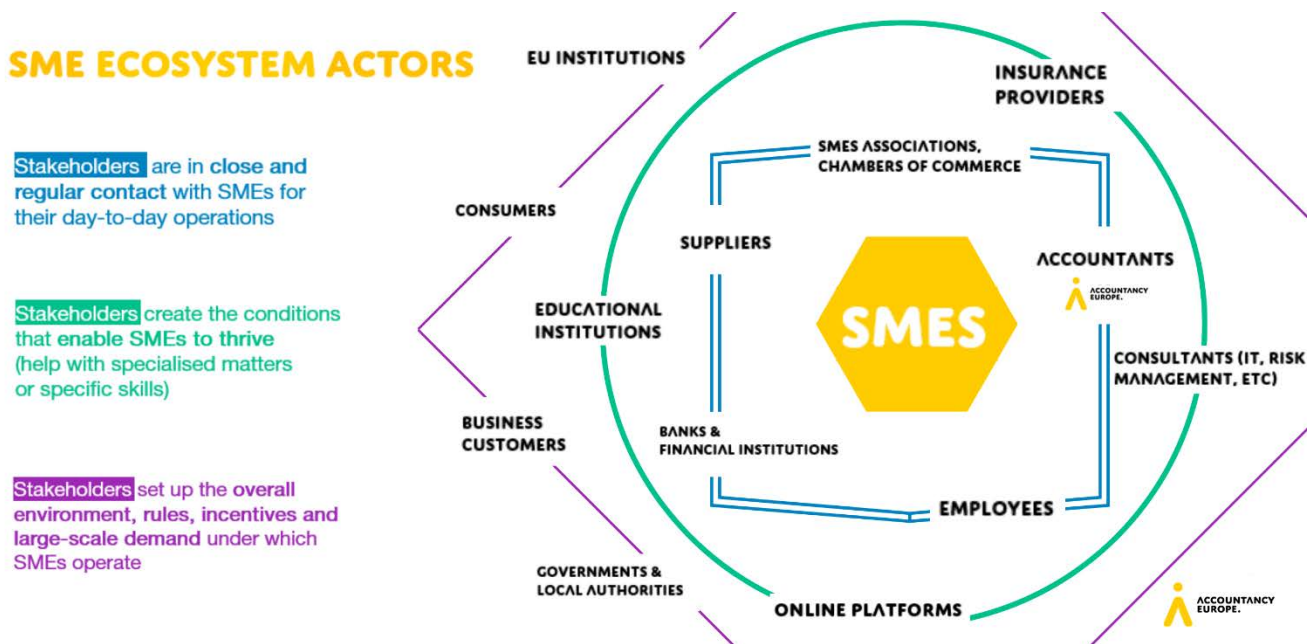 SME ECOSYSTEM ACTORS
Stakeholders are in close and
regular contact with SMEs for
their day-to-day operations
Stakeholders create the conditions
that enable SMEs to thrive
(help with specialised matters
or specific skills)
Stakeholders set up the overall
environment, rules, incentives and
large-scale demand under which
SMEs operate
EU INSTITUTIONS
CONSUMERS
BUSINESS
CUSTOMERS
GOVERNMENTS &
LOCAL AUTHORITIES
INSURANCE
PROVIDERS
EDUCATIONAL
INSTITUTIONS
CONSULTANTS (IT, RISK
MANAGEMENT, ETC)
ONLINE PLATFORMS
SMES ASSOCIATIONS,
CHAMBERS OF COMMERCE
SUPPLIERS
ACCOUNTANTS
ACCOUNTANCY
EUROPE.
BANKS &
FINANCIAL INSTITUTIONS
EMPLOYEES
SMES
ACCOUNTANCY
EUROPE.